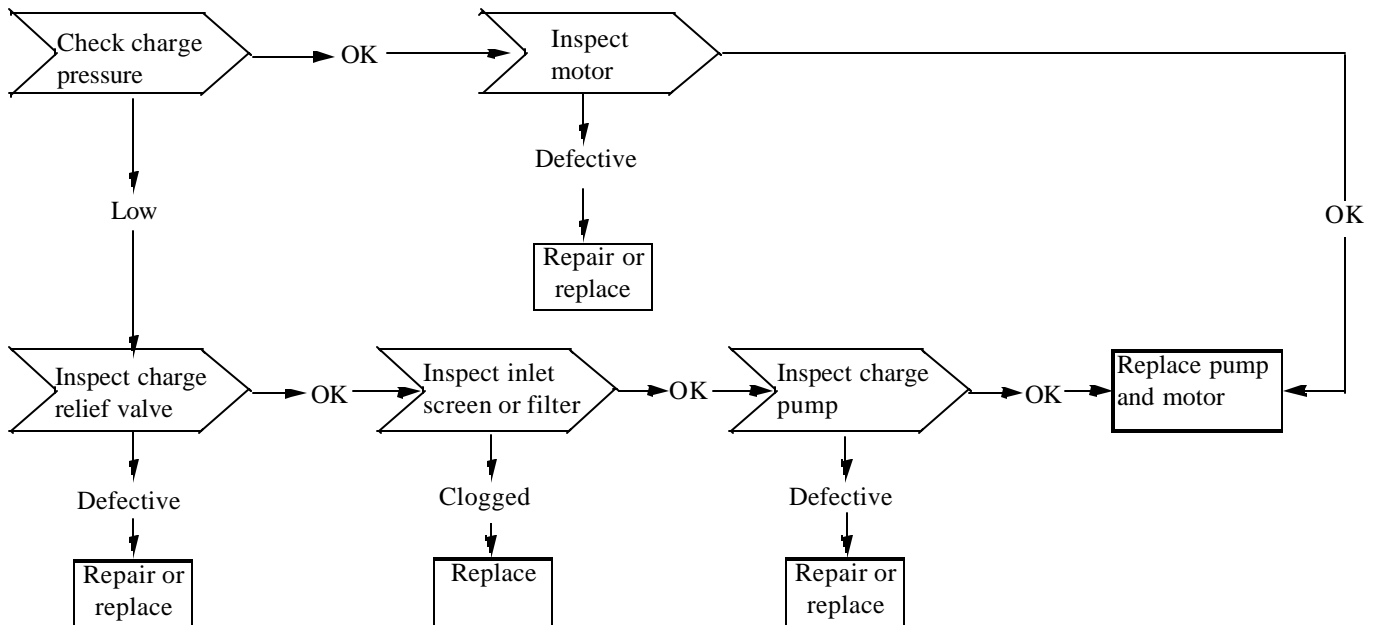 Check charge
pressure
OK
Inspect
motor
Defective
Low
OK
Repair or
replace
Inspect charge
relief valve
OK
Inspect inlet
screen or filter
OK
Inspect charge
pump
OK
Replace pump
and motor
Defective
Clogged
Defective
Repair or
replace
Replace
Repair or
replace